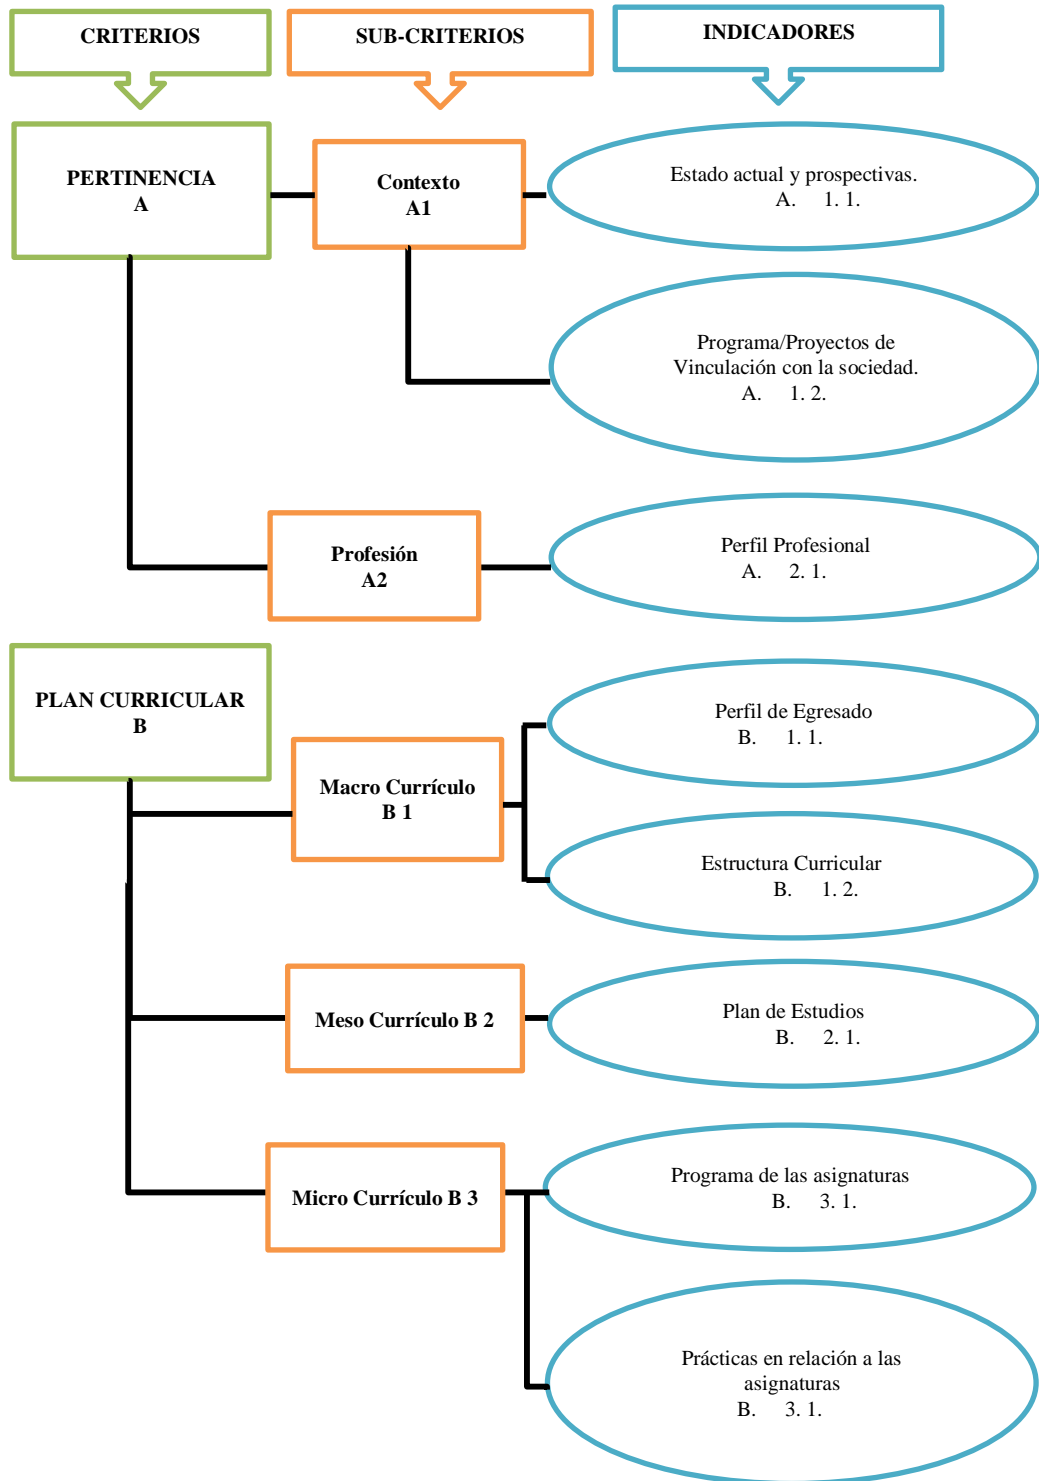 CRITERIOS
SUB-CRITERIOS
INDICADORES
PERTINENCIA
A
Contexto
A1
Estado actual y prospectivas.
A. 1. 1.
Programa/Proyectos de
Vinculación con la sociedad.
A. 1. 2.
Profesión
A2
Perfil Profesional
A. 2. 1.
PLAN CURRICULAR
B
Macro Currículo
B 1
Perfil de Egresado
B. 1. 1.
Estructura Curricular
B. 1. 2.
Meso Currículo B 2
Plan de Estudios
B. 2. 1.
Micro Currículo B 3
Programa de las asignaturas
B. 3. 1.
Prácticas en relación a las
asignaturas
B. 3. 1.